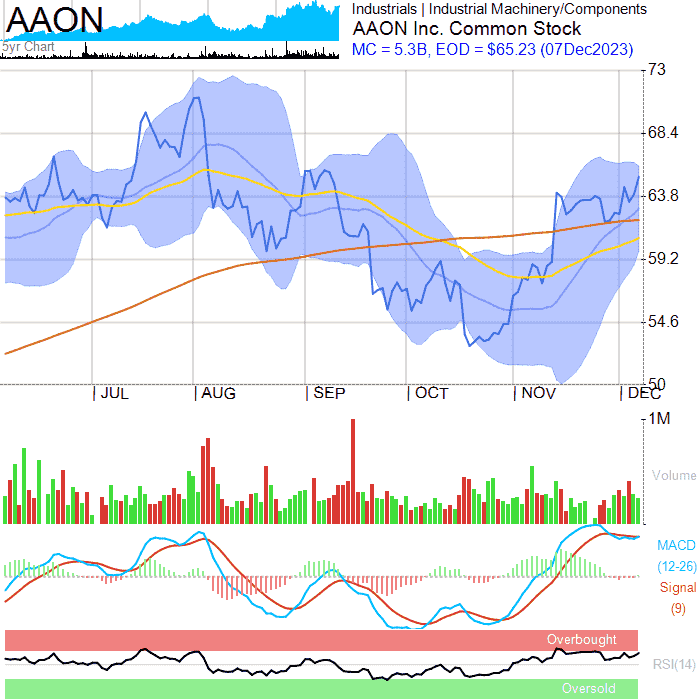 AAON
5yr Chart
Industrials | Industrial Machinery/Components
AAON Inc. Common Stock
MC = 5.3B, EOD = $65.23 (07Dec2023)
73
68.4
63.8
59.2
54.6
50
JUL AUG SEP OCT NOV DEC
1M
Volume
MACD
(12-26)
Signal
(9)
Overbought
RSI(14)
Oversold